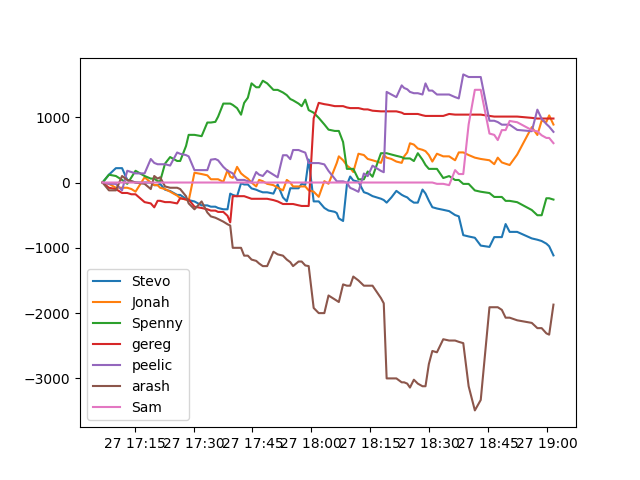 1000
0
−1000
−2000
−3000
Stevo
Jonah
Spenny
gereg
peelic
arash
Sam
27 17:15 27 17:30 27 17:45 27 18:00 27 18:15 27 18:30 27 18:45 27 19:00